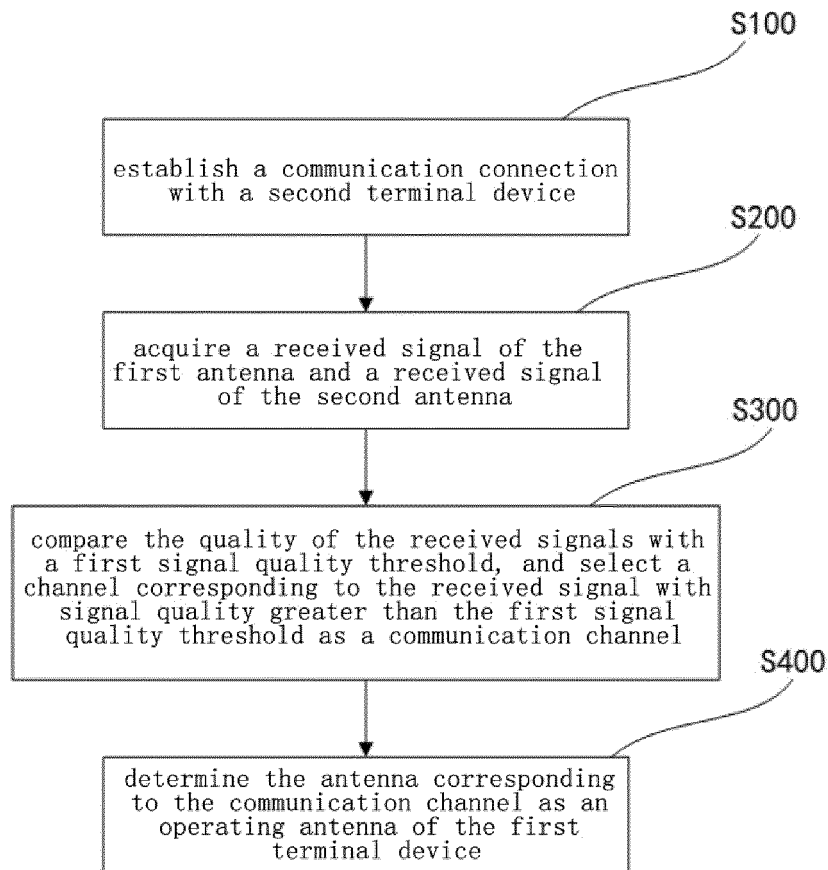 S100
establish a communication connection
with a second terminal device
S200
acquire a received signal of the
first antenna and a received signal
of the second antenna
S300
compare the quality of the received signals with
a first signal quality threshold, and select a
channel corresponding to the received signal with
signal quality greater than the first signal
quality threshold as a communication channel
S400
determine the antenna corresponding
to the communication channel as an
operating antenna of the first
terminal device